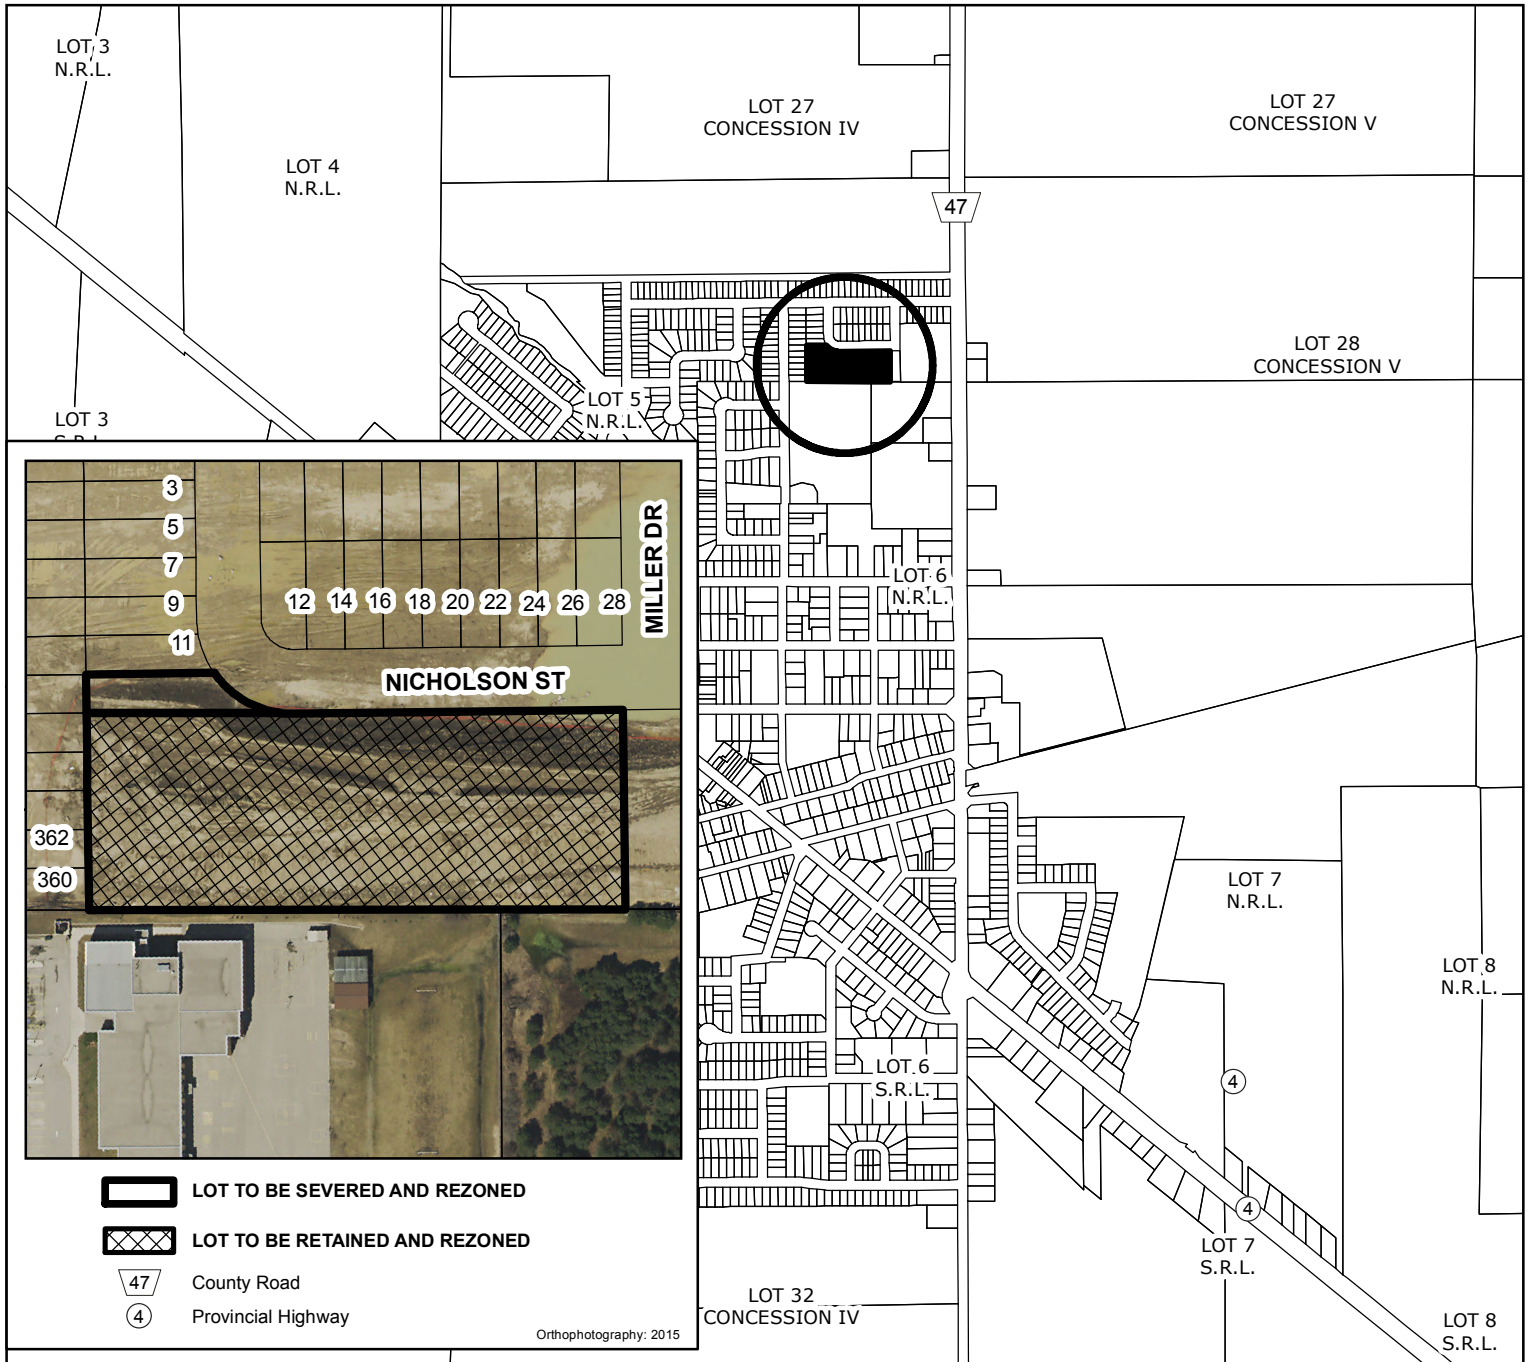 LOT 3
N.R.L.
LOT 4
N.R.L.
LOT 27
CONCESSION IV
LOT 27
CONCESSION V
47
LOT 28
CONCESSION V
LOT 5
N.R.L.
LOT 3
S.R.L.
LOT 6
N.R.L.
3
5
7
9
11
12 14 16 18 20 22 24 26 28
MILLER DR
NICHOLSON ST
362
360
LOT 7
N.R.L.
LOT 8
N.R.L.
LOT 6
S.R.L.
4
4
LOT 7
S.R.L.
LOT 32
CONCESSION IV
LOT 8
S.R.L.
LOT TO BE SEVERED AND REZONED
LOT TO BE RETAINED AND REZONED
47 County Road
4 Provincial Highway
Orthophotography: 2015